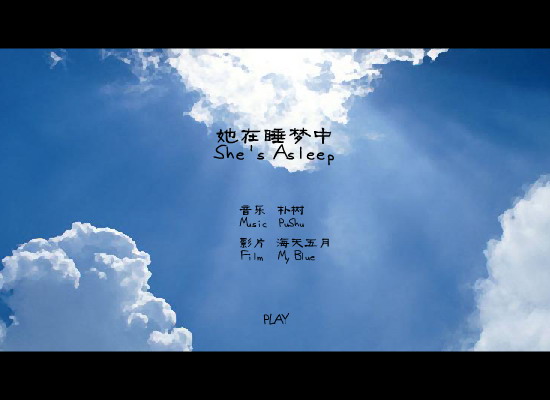 她在睡梦中
She's Asleep
音乐 朴树
Music PuShu
影片 海天五月
Film My Blue
PLAY